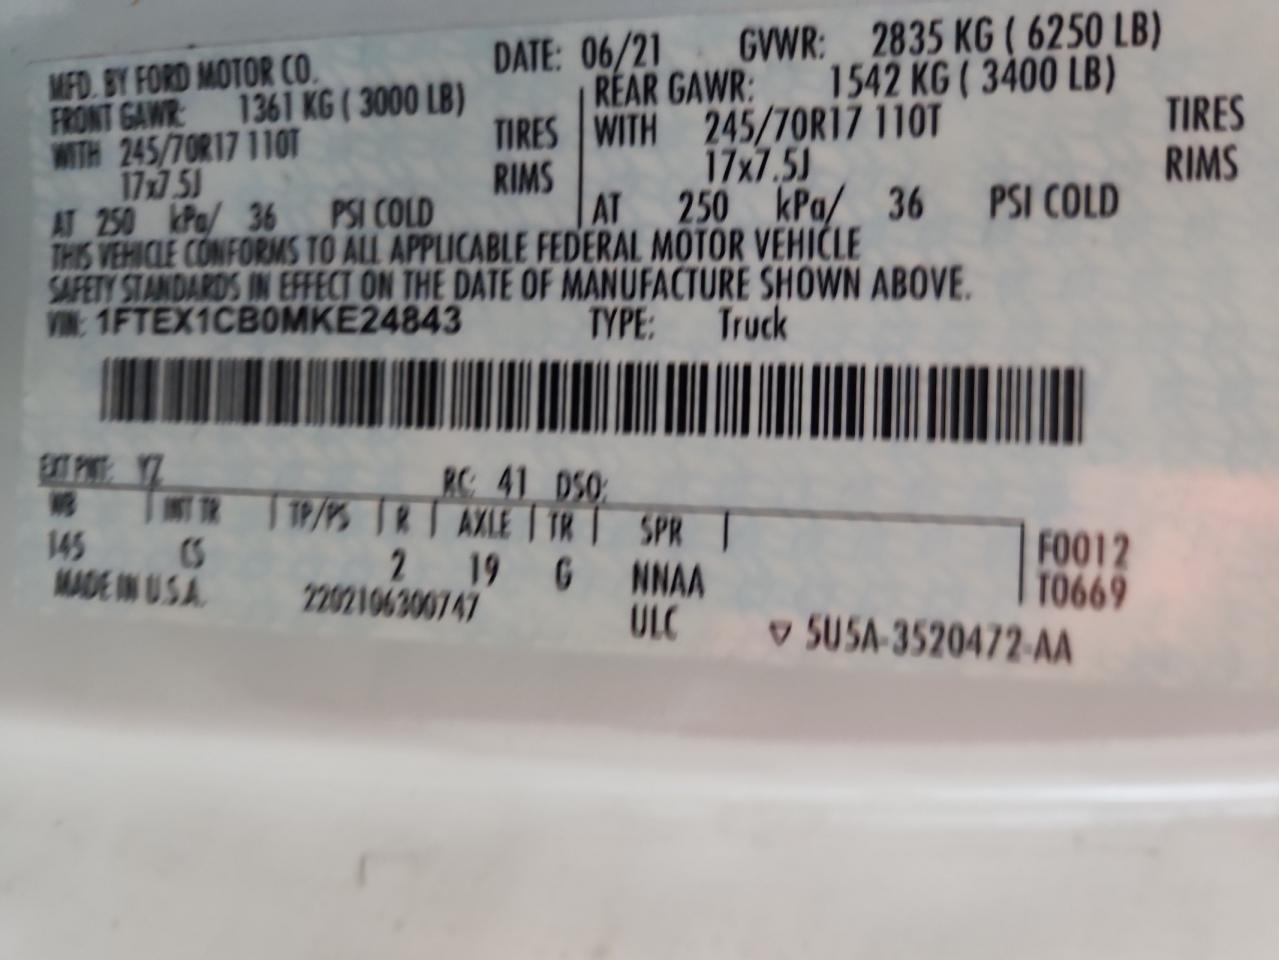 MFD. BY FORD MOTOR CO. DATE: 06/21 GVWR: 2835 KG ( 6250 LB)
FRONT GAWR: 1361 KG ( 3000 LB) REAR GAWR: 1542 KG ( 3400 LB)
WITH 245/70R17 110T TIRES WITH 245/70R17 110T TIRES
17x7.5J RIMS 17x7.5J RIMS
AT 250 kPa/ 36 PSI COLD AT 250 kPa/ 36 PSI COLD
THIS VEHICLE CONFORMS TO ALL APPLICABLE FEDERAL MOTOR VEHICLE
SAFETY STANDARDS IN EFFECT ON THE DATE OF MANUFACTURE SHOWN ABOVE.
VIN: 1FTEX1CB0MKE24843 TYPE: Truck
EXT PNT: YZ RC: 41 DSO:
WB INT TR TP/PS R AXLE TR SPR
145 CS 2 19 G NNAA F0012
MADE IN U.S.A. 2202106300747 ULC T0669
▽ 5U5A-3520472-AA